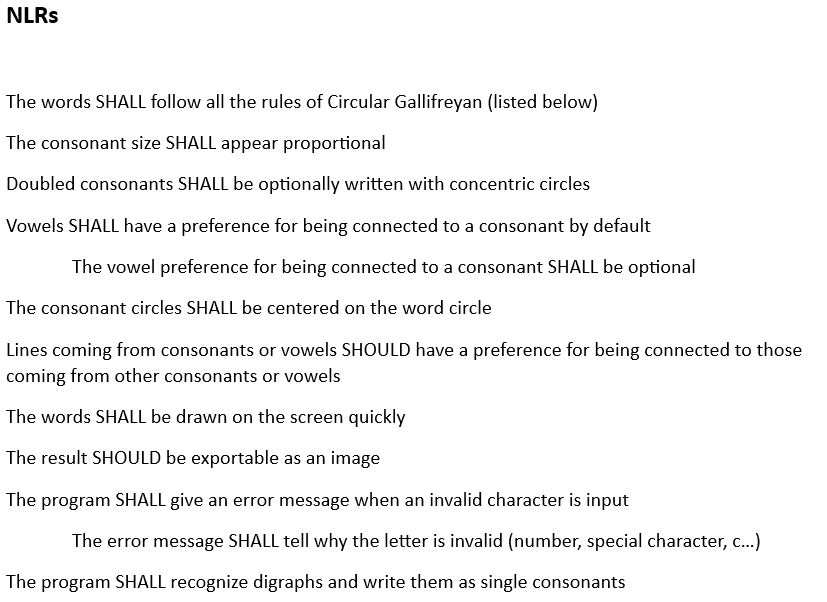 NLRs
The words SHALL follow all the rules of Circular Gallifreyan (listed below)
The consonant size SHALL appear proportional
Doubled consonants SHALL be optionally written with concentric circles
Vowels SHALL have a preference for being connected to a consonant by default
The vowel preference for being connected to a consonant SHALL be optional
The consonant circles SHALL be centered on the word circle
Lines coming from consonants or vowels SHOULD have a preference for being connected to those
coming from other consonants or vowels
The words SHALL be drawn on the screen quickly
The result SHOULD be exportable as an image
The program SHALL give an error message when an invalid character is input
The error message SHALL tell why the letter is invalid (number, special character, c...)
The program SHALL recognize digraphs and write them as single consonants